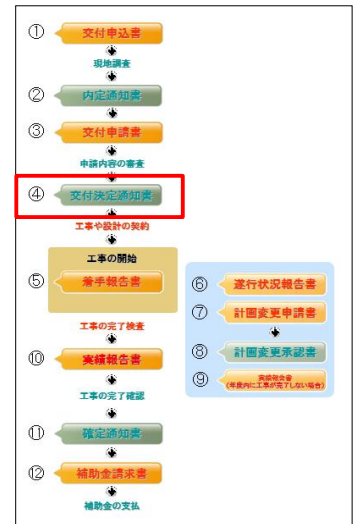 ① 交付申込書
現地調査
② 内定通知書
③ 交付申請書
申請内容の審査
④ 交付決定通知書
工事や設計の契約
工事の開始
⑤ 着手報告書
工事の完了検査
⑩ 実績報告書
工事の完了確認
⑪ 確定通知書
⑫ 補助金請求書
補助金の支払
⑥ 遂行状況報告書
⑦ 計画変更申請書
⑧ 計画変更承認書
⑨ 実績報告書
(年度内に工事が完了しない場合)